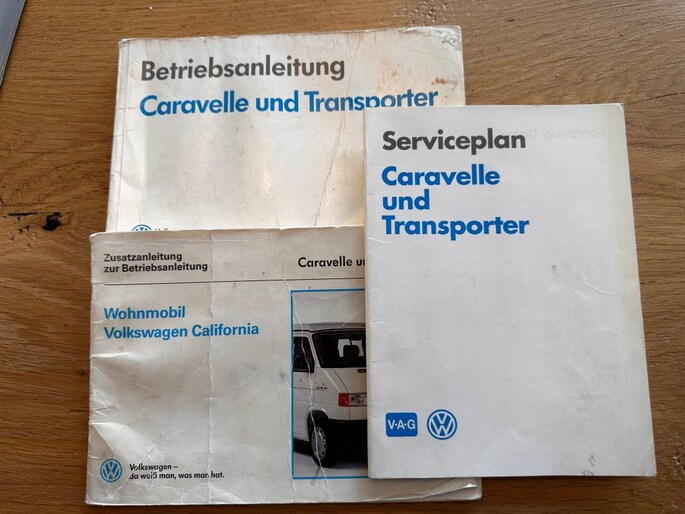 Betriebsanleitung
Caravelle und Transporter
Serviceplan
Caravelle
und
Transporter
V·A·G
Zusatzanleitung
zur Betriebsanleitung
Caravelle
Wohnmobil
Volkswagen California
Volkswagen –
da weiß man, was man hat.